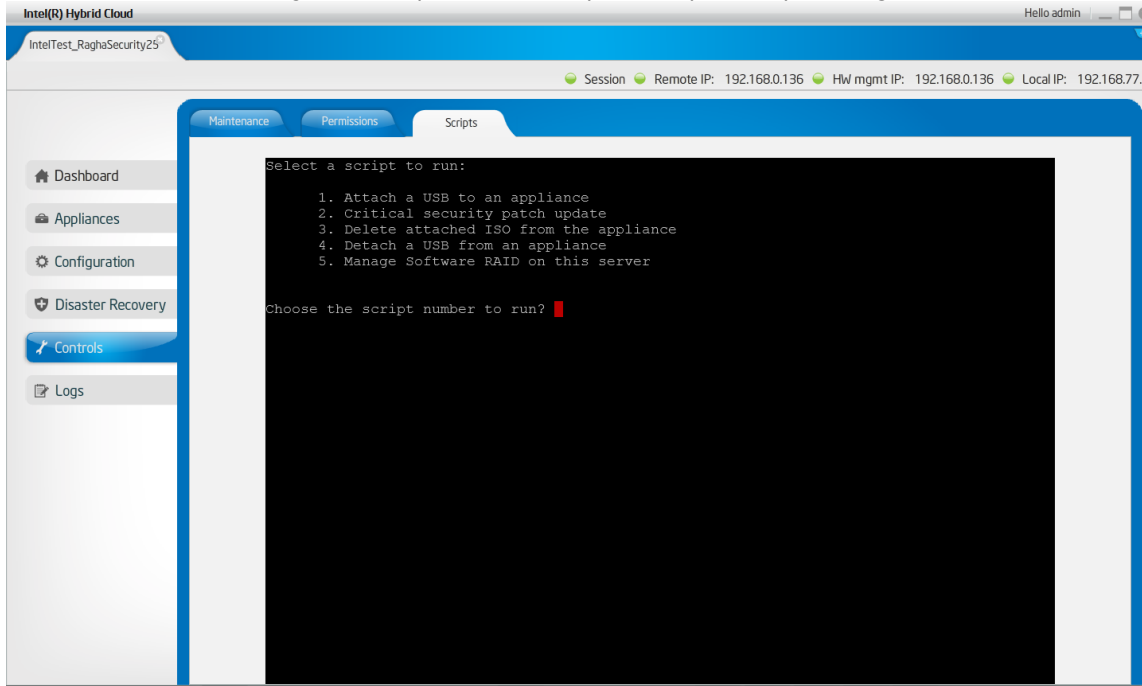 Intel(R) Hybrid Cloud
Hello admin
IntelTest_RaghaSecurity25
Session Remote IP: 192.168.0.136 HW mgmt IP: 192.168.0.136 Local IP: 192.168.77.
Maintenance Permissions Scripts
Dashboard
Appliances
Configuration
Disaster Recovery
Controls
Logs
Select a script to run:
1. Attach a USB to an appliance
2. Critical security patch update
3. Delete attached ISO from the appliance
4. Detach a USB from an appliance
5. Manage Software RAID on this server
Choose the script number to run?